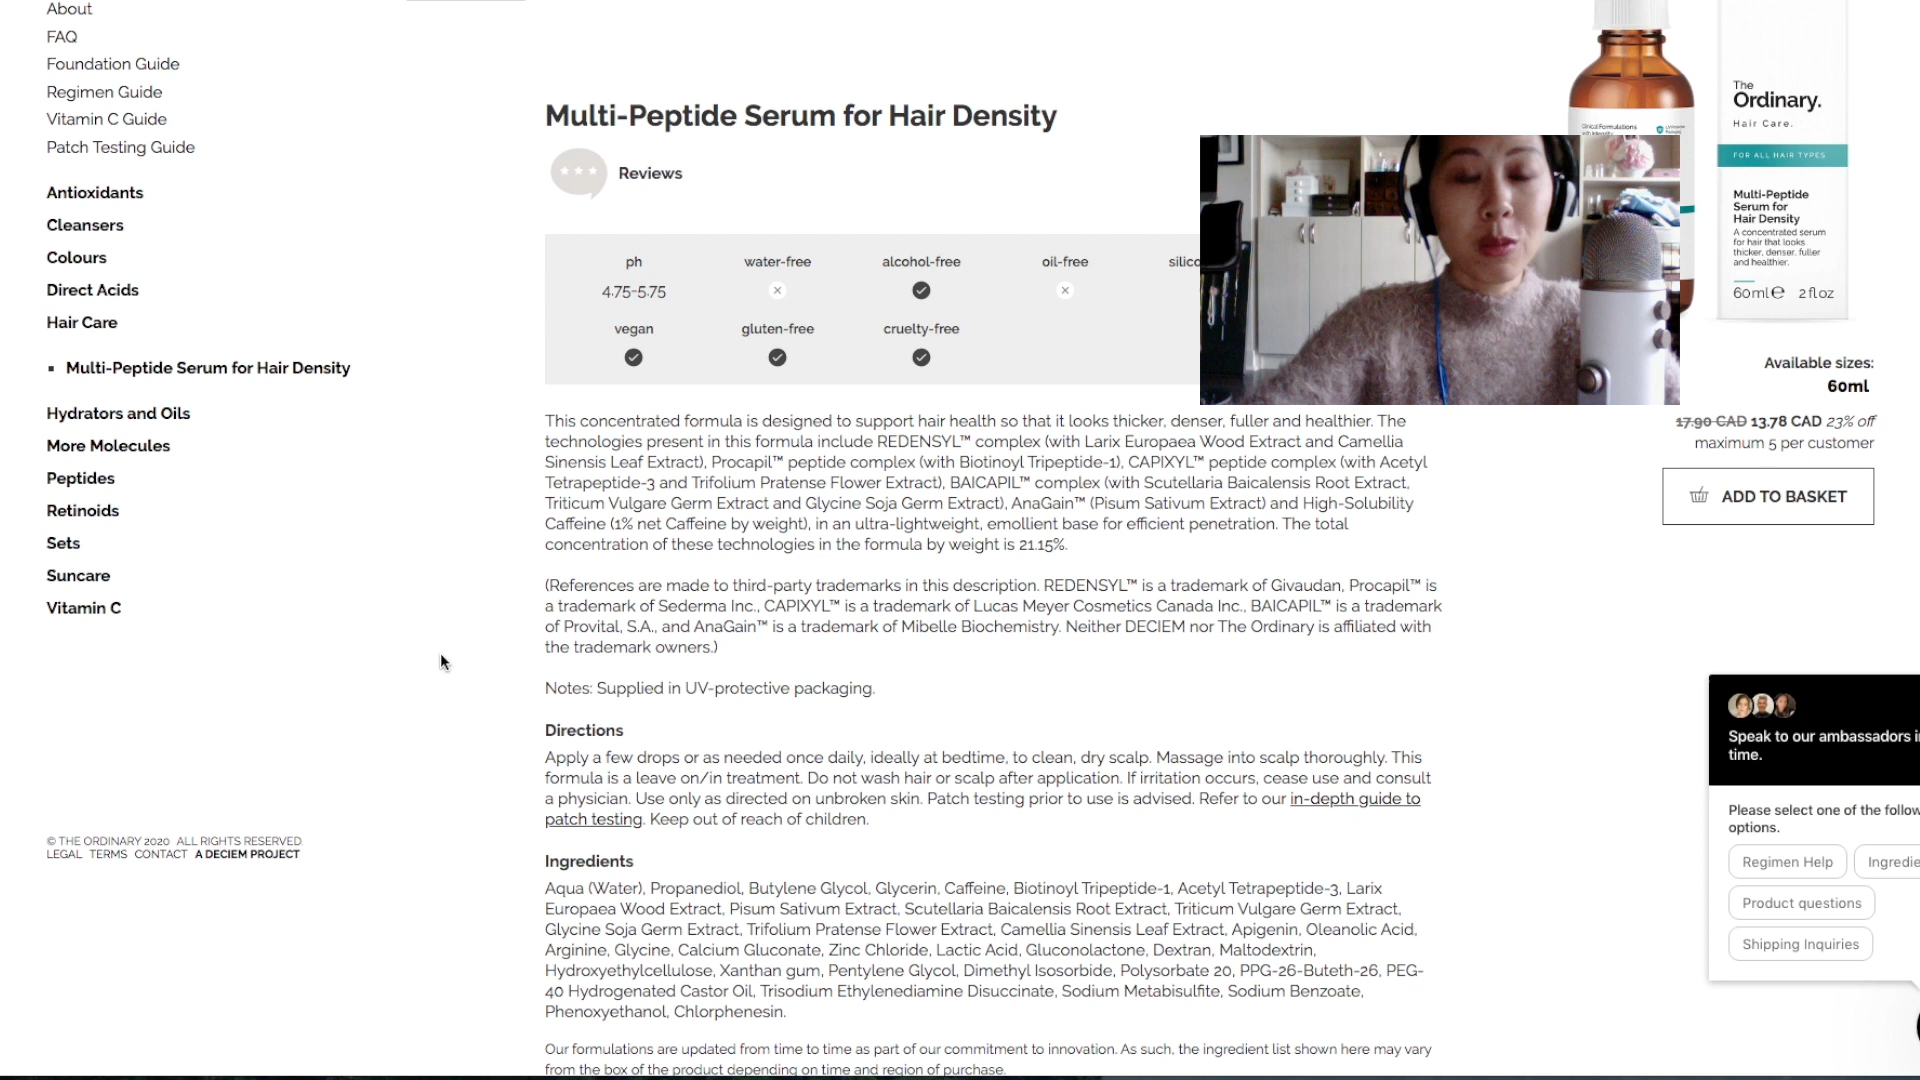 About
FAQ
Foundation Guide
Regimen Guide
Vitamin C Guide
Patch Testing Guide
Antioxidants
Cleansers
Colours
Direct Acids
Hair Care
Multi-Peptide Serum for Hair Density
Hydrators and Oils
More Molecules
Peptides
Retinoids
Sets
Suncare
Vitamin C
© THE ORDINARY 2020 ALL RIGHTS RESERVED.
LEGAL TERMS CONTACT A DECIEM PROJECT
Multi-Peptide Serum for Hair Density
Reviews
ph water-free alcohol-free oil-free silico
4.75-5.75
vegan gluten-free cruelty-free
This concentrated formula is designed to support hair health so that it looks thicker, denser, fuller and healthier. The
technologies present in this formula include REDENSYL™ complex (with Larix Europaea Wood Extract and Camellia
Sinensis Leaf Extract), Procapil™ peptide complex (with Biotinoyl Tripeptide-1), CAPIXYL™ peptide complex (with Acetyl
Tetrapeptide-3 and Trifolium Pratense Flower Extract), BAICAPIL™ complex (with Scutellaria Baicalensis Root Extract,
Triticum Vulgare Germ Extract and Glycine Soja Germ Extract), AnaGain™ (Pisum Sativum Extract) and High-Solubility
Caffeine (1% net Caffeine by weight), in an ultra-lightweight, emollient base for efficient penetration. The total
concentration of these technologies in the formula by weight is 21.15%.
(References are made to third-party trademarks in this description. REDENSYL™ is a trademark of Givaudan, Procapil™ is
a trademark of Sederma Inc., CAPIXYL™ is a trademark of Lucas Meyer Cosmetics Canada Inc., BAICAPIL™ is a trademark
of Provital, S.A., and AnaGain™ is a trademark of Mibelle Biochemistry. Neither DECIEM nor The Ordinary is affiliated with
the trademark owners.)
Notes: Supplied in UV-protective packaging.
Directions
Apply a few drops or as needed once daily, ideally at bedtime, to clean, dry scalp. Massage into scalp thoroughly. This
formula is a leave on/in treatment. Do not wash hair or scalp after application. If irritation occurs, cease use and consult
a physician. Use only as directed on unbroken skin. Patch testing prior to use is advised. Refer to our in-depth guide to
patch testing. Keep out of reach of children.
Ingredients
Aqua (Water), Propanediol, Butylene Glycol, Glycerin, Caffeine, Biotinoyl Tripeptide-1, Acetyl Tetrapeptide-3, Larix
Europaea Wood Extract, Pisum Sativum Extract, Scutellaria Baicalensis Root Extract, Triticum Vulgare Germ Extract,
Glycine Soja Germ Extract, Trifolium Pratense Flower Extract, Camellia Sinensis Leaf Extract, Apigenin, Oleanolic Acid,
Arginine, Glycine, Calcium Gluconate, Zinc Chloride, Lactic Acid, Gluconolactone, Dextran, Maltodextrin,
Hydroxyethylcellulose, Xanthan gum, Pentylene Glycol, Dimethyl Isosorbide, Polysorbate 20, PPG-26-Buteth-26, PEG-
40 Hydrogenated Castor Oil, Trisodium Ethylenediamine Disuccinate, Sodium Metabisulfite, Sodium Benzoate,
Phenoxyethanol, Chlorphenesin.
Our formulations are updated from time to time as part of our commitment to innovation. As such, the ingredient list shown here may vary
from the box of the product depending on time and region of purchase.
Clinical Formulations
with Integrity.
The
Ordinary.
Hair Care.
FOR ALL HAIR TYPES
Multi-Peptide
Serum for
Hair Density
A concentrated serum
for hair that looks
thicker, denser, fuller
and healthier.
60ml℮ 2 fl oz
Available sizes:
60ml
17.90 CAD 13.78 CAD 23% off
maximum 5 per customer
ADD TO BASKET
Speak to our ambassadors i
time.
Please select one of the follow
options.
Regimen Help
Ingredie
Product questions
Shipping Inquiries